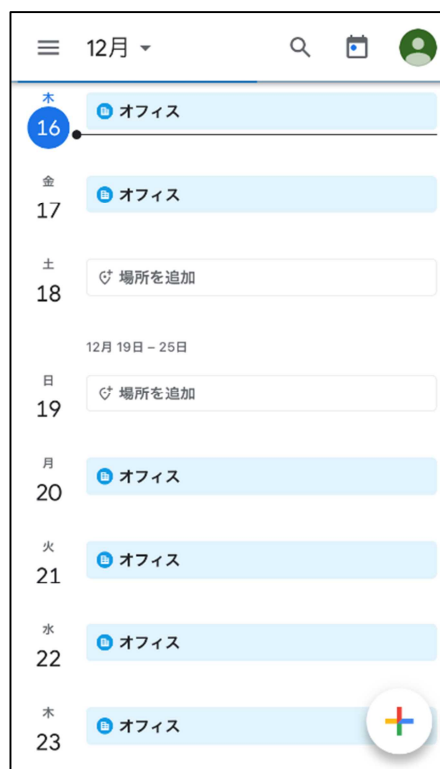 12月
木
16
オフィス
金
17
オフィス
土
18
場所を追加
12月 19日 – 25日
日
19
場所を追加
月
20
オフィス
火
21
オフィス
水
22
オフィス
木
23
オフィス